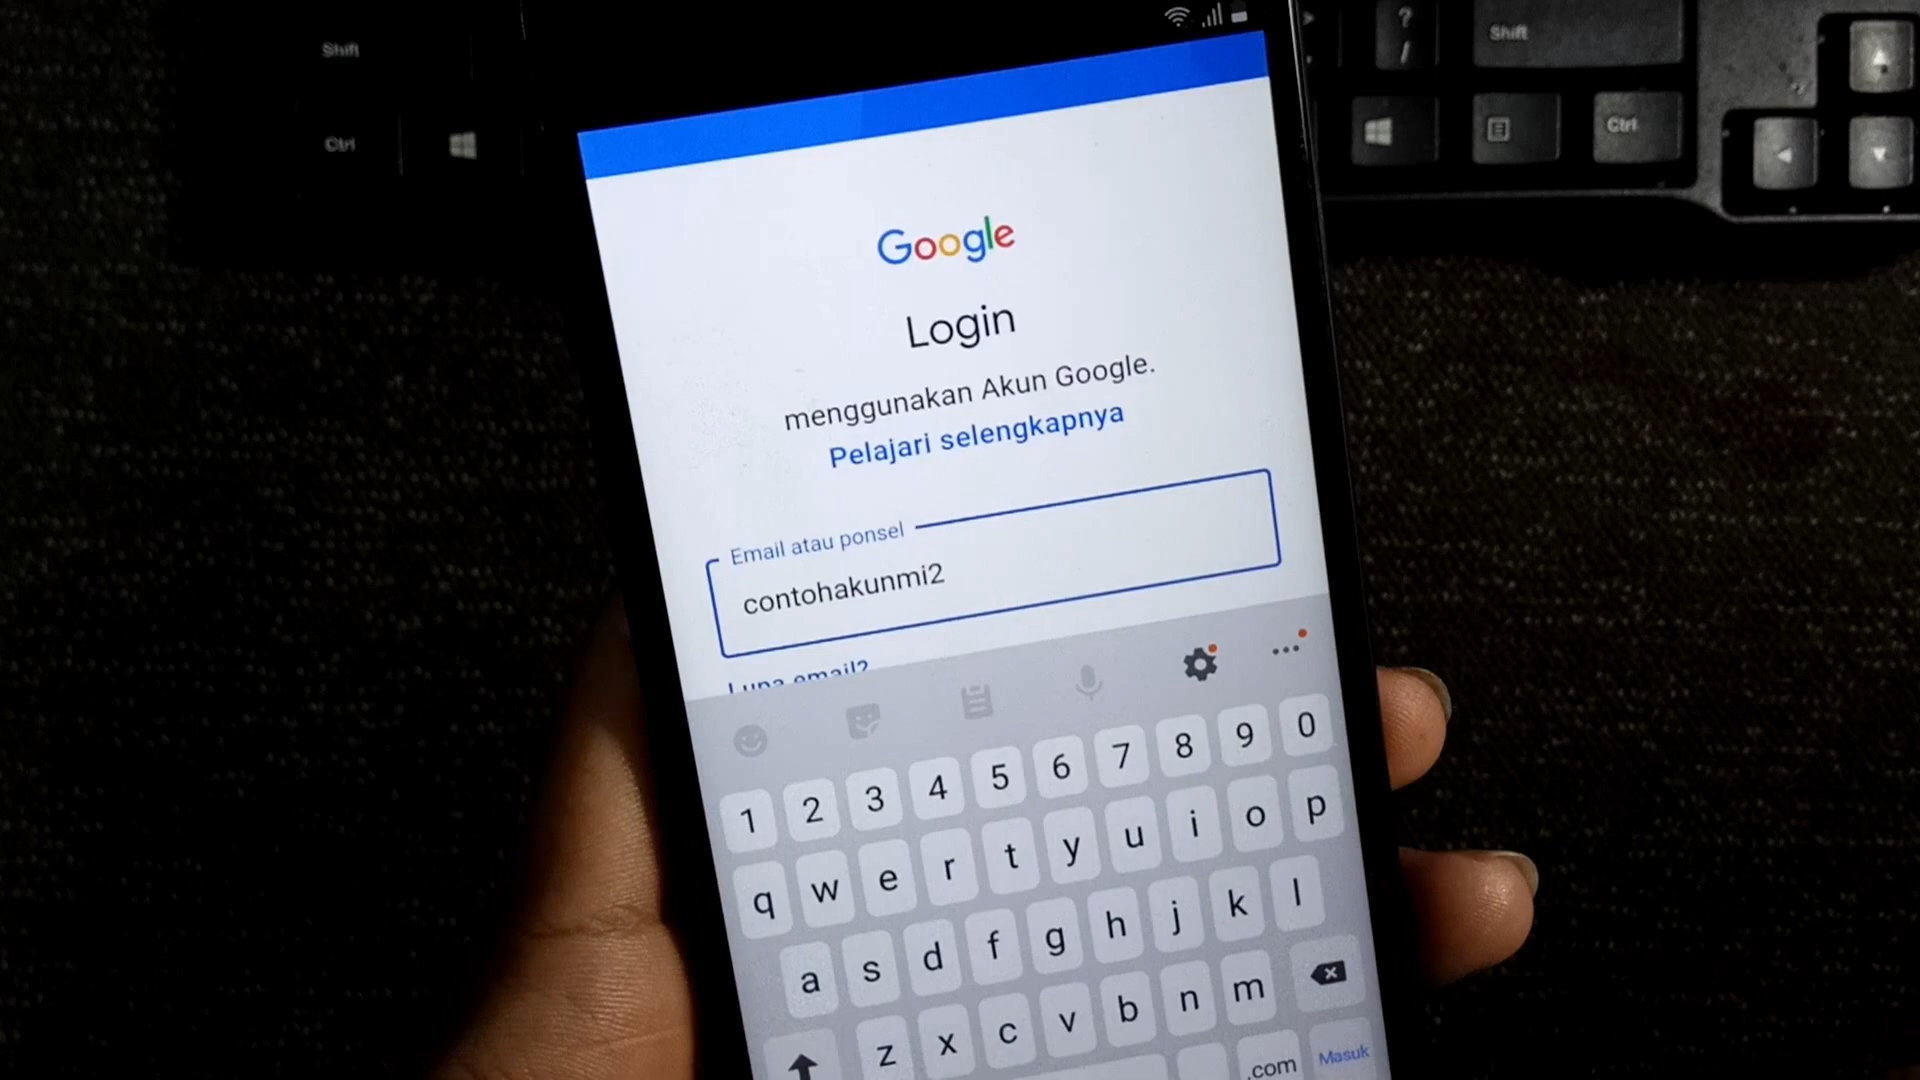 Shift
Ctrl
?
/
Shift
Ctrl
Google
Login
menggunakan Akun Google.
Pelajari selengkapnya
Email atau ponsel
contohakunmi2
Lupa email?
1 2 3 4 5 6 7 8 9 0
q w e r t y u i o p
a s d f g h j k l
z x c v b n m
.com Masuk